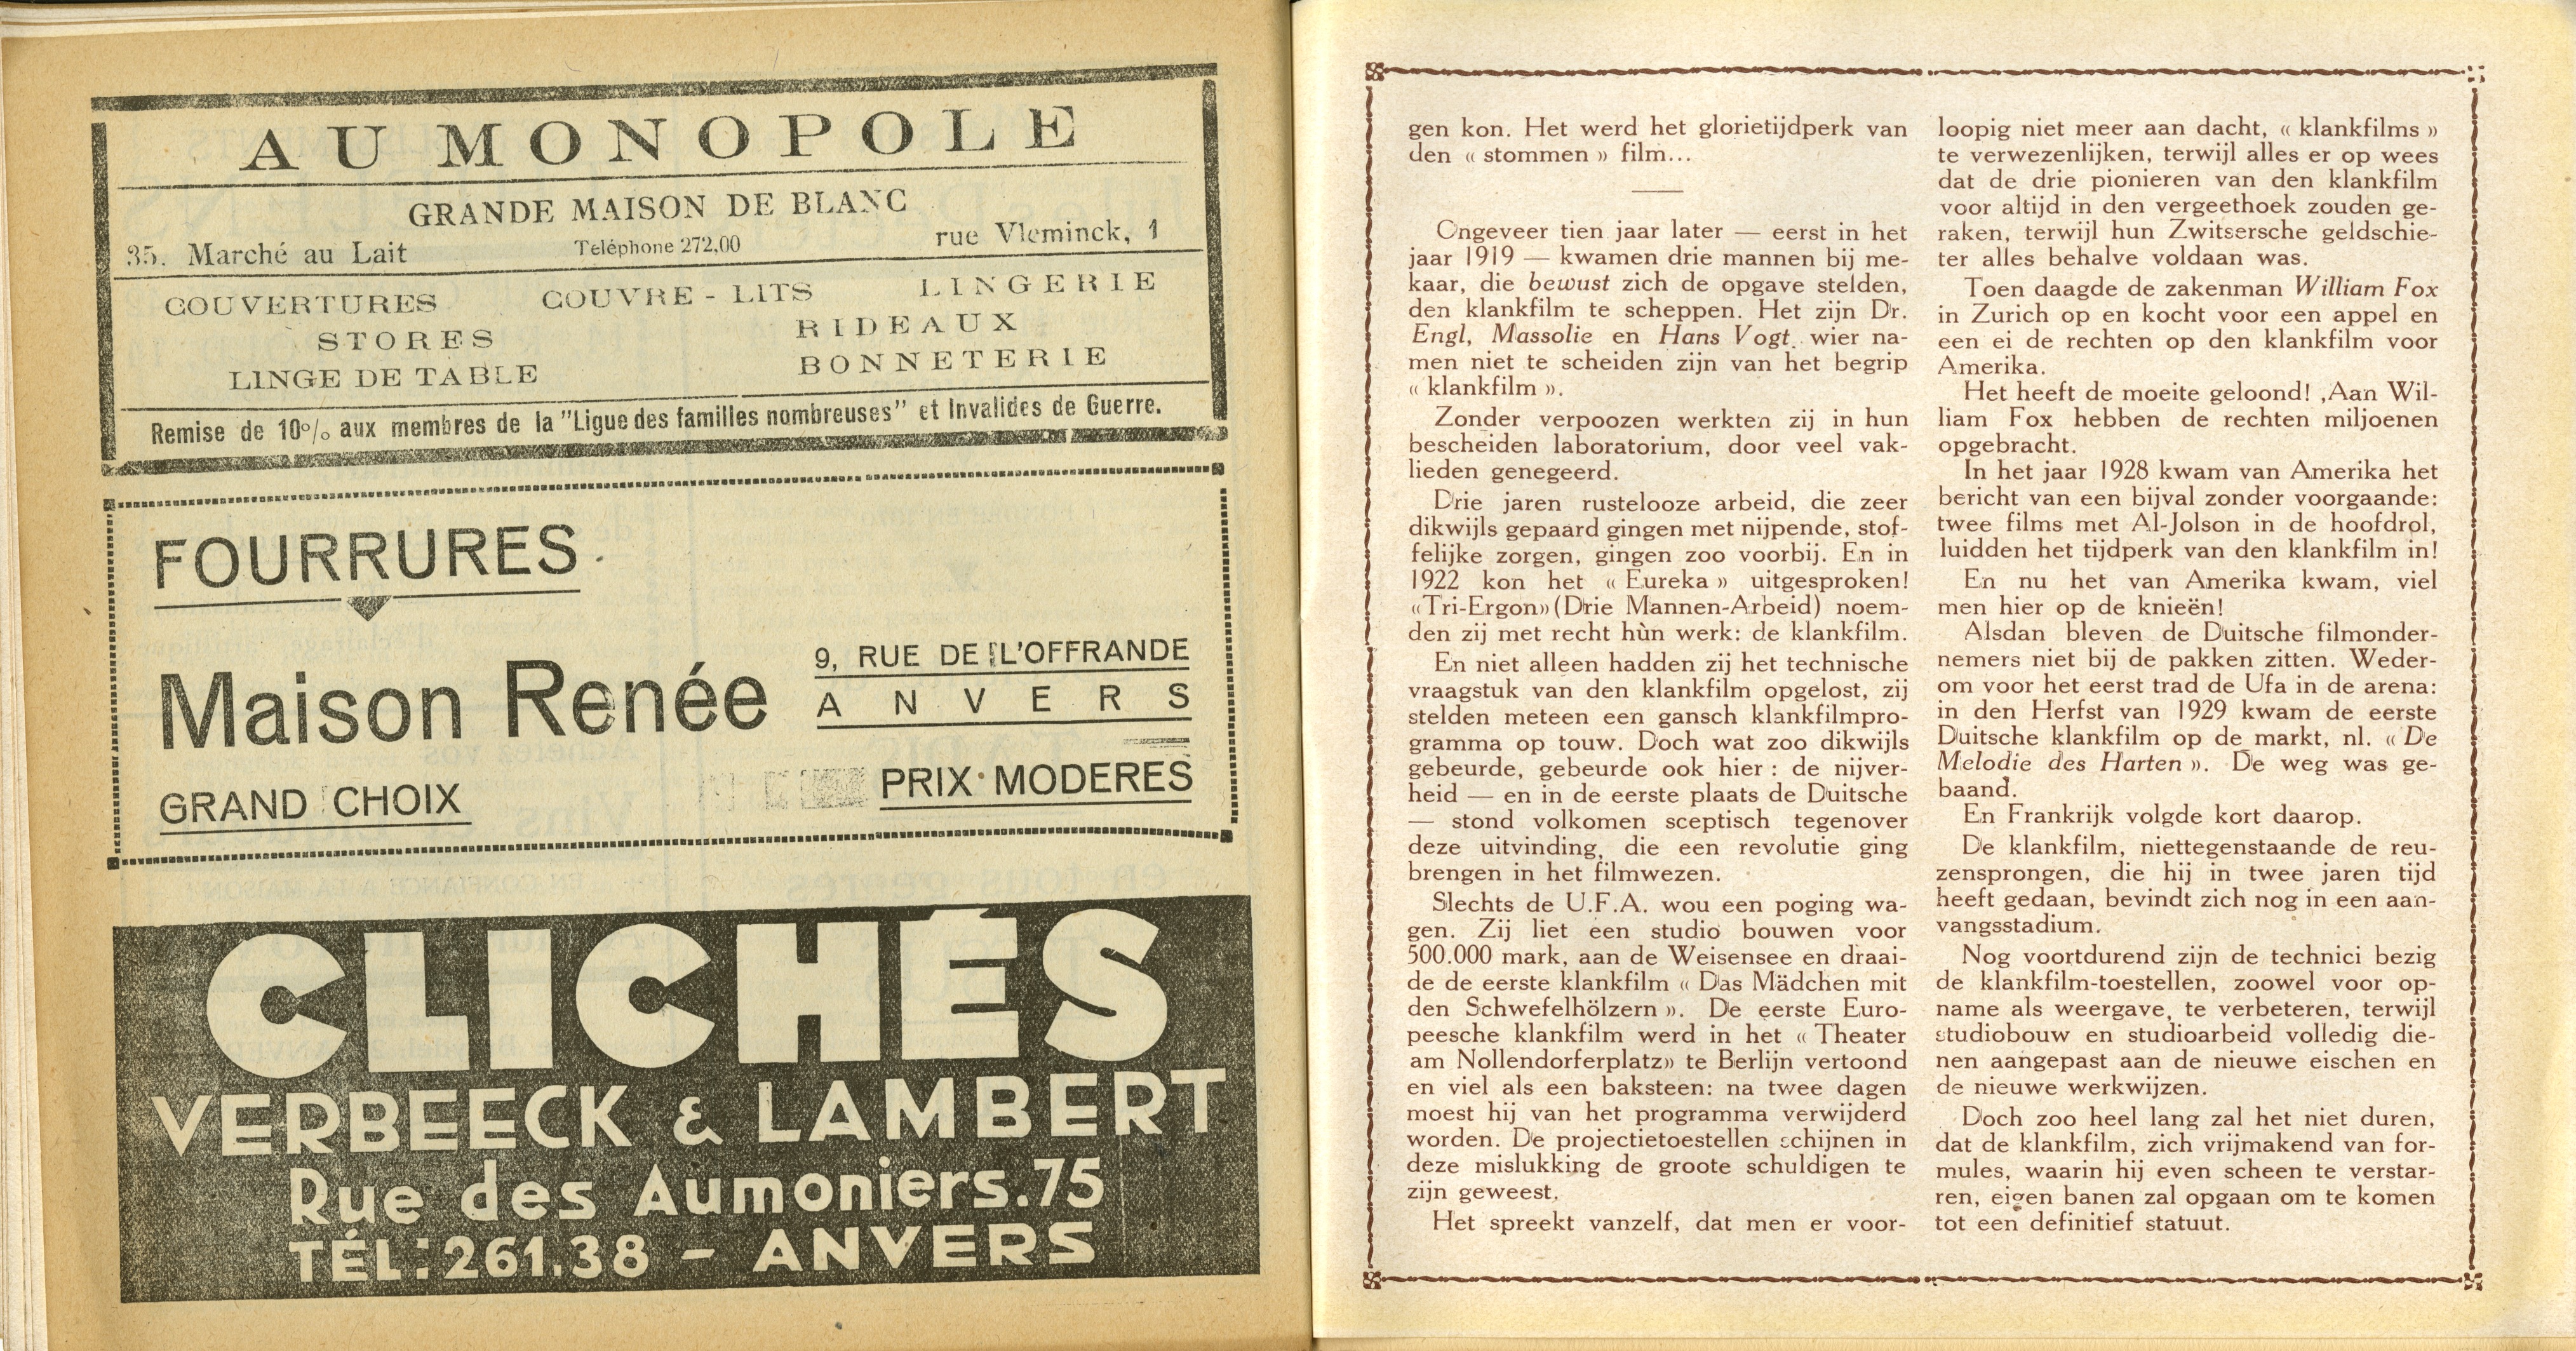 AU MONOPOLE
GRANDE MAISON DE BLANC
35. Marché au Lait
Teléphone 272,00
rue Vleminck, 1
COUVERTURES
COUVRE - LITS
LINGERIE
STORES
RIDEAUX
LINGE DE TABLE
BONNETERIE
Remise de 10% aux membres de la "Ligue des familles nombreuses" et Invalides de Guerre.
FOURRURES
Maison Renée
9, RUE DE L'OFFRANDE
ANVERS
GRAND CHOIX
PRIX MODERES
CLICHÉS
VERBEECK & LAMBERT
Rue des Aumoniers.75
TÉL: 261.38 - ANVERS
gen kon. Het werd het glorietijdperk van
den « stommen » film...
Ongeveer tien jaar later — eerst in het
jaar 1919 — kwamen drie mannen bij me-
kaar, die bewust zich de opgave stelden,
den klankfilm te scheppen. Het zijn Dr.
Engl, Massolie en Hans Vogt. wier na-
men niet te scheiden zijn van het begrip
« klankfilm ».
Zonder verpoozen werkten zij in hun
bescheiden laboratorium, door veel vak-
lieden genegeerd.
Drie jaren rustelooze arbeid, die zeer
dikwijls gepaard gingen met nijpende, stof-
felijke zorgen, gingen zoo voorbij. En in
1922 kon het « Eureka » uitgesproken!
«Tri-Ergon» (Drie Mannen-Arbeid) noem-
den zij met recht hùn werk: de klankfilm.
En niet alleen hadden zij het technische
vraagstuk van den klankfilm opgelost, zij
stelden meteen een gansch klankfilmpro-
gramma op touw. Doch wat zoo dikwijls
gebeurde, gebeurde ook hier : de nijver-
heid — en in de eerste plaats de Duitsche
— stond volkomen sceptisch tegenover
deze uitvinding, die een revolutie ging
brengen in het filmwezen.
Slechts de U.F.A. wou een poging wa-
gen. Zij liet een studio bouwen voor
500.000 mark, aan de Weisensee en draai-
de de eerste klankfilm « Das Mädchen mit
den Schwefelhölzern ». De eerste Euro-
peesche klankfilm werd in het « Theater
am Nollendorferplatz» te Berlijn vertoond
en viel als een baksteen: na twee dagen
moest hij van het programma verwijderd
worden. De projectietoestellen schijnen in
deze mislukking de groote schuldigen te
zijn geweest.
Het spreekt vanzelf, dat men er voor-
loopig niet meer aan dacht, « klankfilms »
te verwezenlijken, terwijl alles er op wees
dat de drie pionieren van den klankfilm
voor altijd in den vergeethoek zouden ge-
raken, terwijl hun Zwitsersche geldschie-
ter alles behalve voldaan was.
Toen daagde de zakenman William Fox
in Zurich op en kocht voor een appel en
een ei de rechten op den klankfilm voor
Amerika.
Het heeft de moeite geloond! ,Aan Wil-
liam Fox hebben de rechten miljoenen
opgebracht.
In het jaar 1928 kwam van Amerika het
bericht van een bijval zonder voorgaande:
twee films met Al-Jolson in de hoofdrol,
luidden het tijdperk van den klankfilm in!
En nu het van Amerika kwam, viel
men hier op de knieën!
Alsdan bleven de Duitsche filmonder-
nemers niet bij de pakken zitten. Weder-
om voor het eerst trad de Ufa in de arena:
in den Herfst van 1929 kwam de eerste
Duitsche klankfilm op de markt, nl. « De
Melodie des Harten ». De weg was ge-
baand.
En Frankrijk volgde kort daarop.
De klankfilm, niettegenstaande de reu-
zensprongen, die hij in twee jaren tijd
heeft gedaan, bevindt zich nog in een aan-
vangsstadium.
Nog voortdurend zijn de technici bezig
de klankfilm-toestellen, zoowel voor op-
name als weergave, te verbeteren, terwijl
studiobouw en studioarbeid volledig die-
nen aangepast aan de nieuwe eischen en
de nieuwe werkwijzen.
Doch zoo heel lang zal het niet duren,
dat de klankfilm, zich vrijmakend van for-
mules, waarin hij even scheen te verstar-
ren, eigen banen zal opgaan om te komen
tot een definitief statuut.